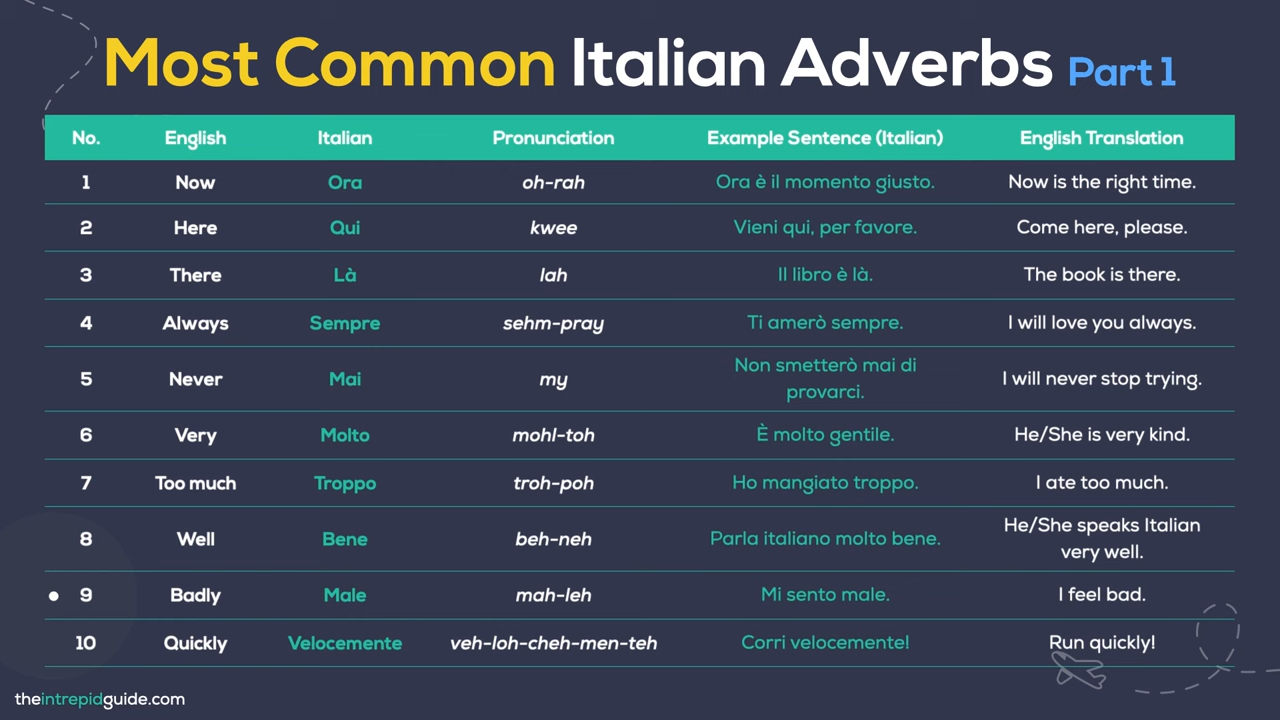 Most Common Italian Adverbs Part 1
No. English Italian Pronunciation Example Sentence (Italian) English Translation
1 Now Ora oh-rah Ora è il momento giusto. Now is the right time.
2 Here Qui kwee Vieni qui, per favore. Come here, please.
3 There Là lah Il libro è là. The book is there.
4 Always Sempre sehm-pray Ti amerò sempre. I will love you always.
5 Never Mai my Non smetterò mai di provarci. I will never stop trying.
6 Very Molto mohl-toh È molto gentile. He/She is very kind.
7 Too much Troppo troh-poh Ho mangiato troppo. I ate too much.
8 Well Bene beh-neh Parla italiano molto bene. He/She speaks Italian very well.
9 Badly Male mah-leh Mi sento male. I feel bad.
10 Quickly Velocemente veh-loh-cheh-men-teh Corri velocemente! Run quickly!
theintrepidguide.com